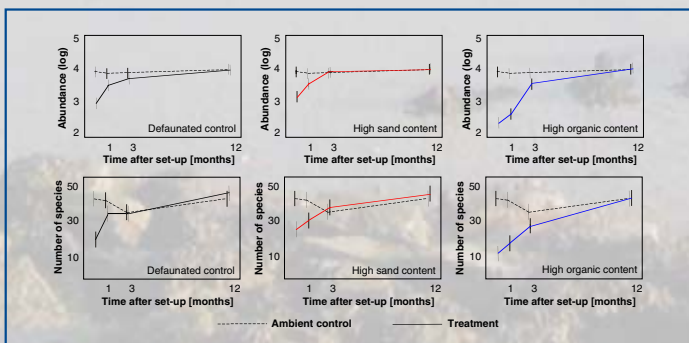 5
4
3
2
Abundance (log)
Defaunated control
1 3 12
Time after set-up [months]
5
4
3
2
Abundance (log)
High sand content
1 3 12
Time after set-up [months]
5
4
3
2
Abundance (log)
High organic content
1 3 12
Time after set-up [months]
50
30
10
Number of species
Defaunated control
1 3 12
Time after set-up [months]
50
30
10
Number of species
High sand content
1 3 12
Time after set-up [months]
50
30
10
Number of species
High organic content
1 3 12
Time after set-up [months]
Ambient control Treatment